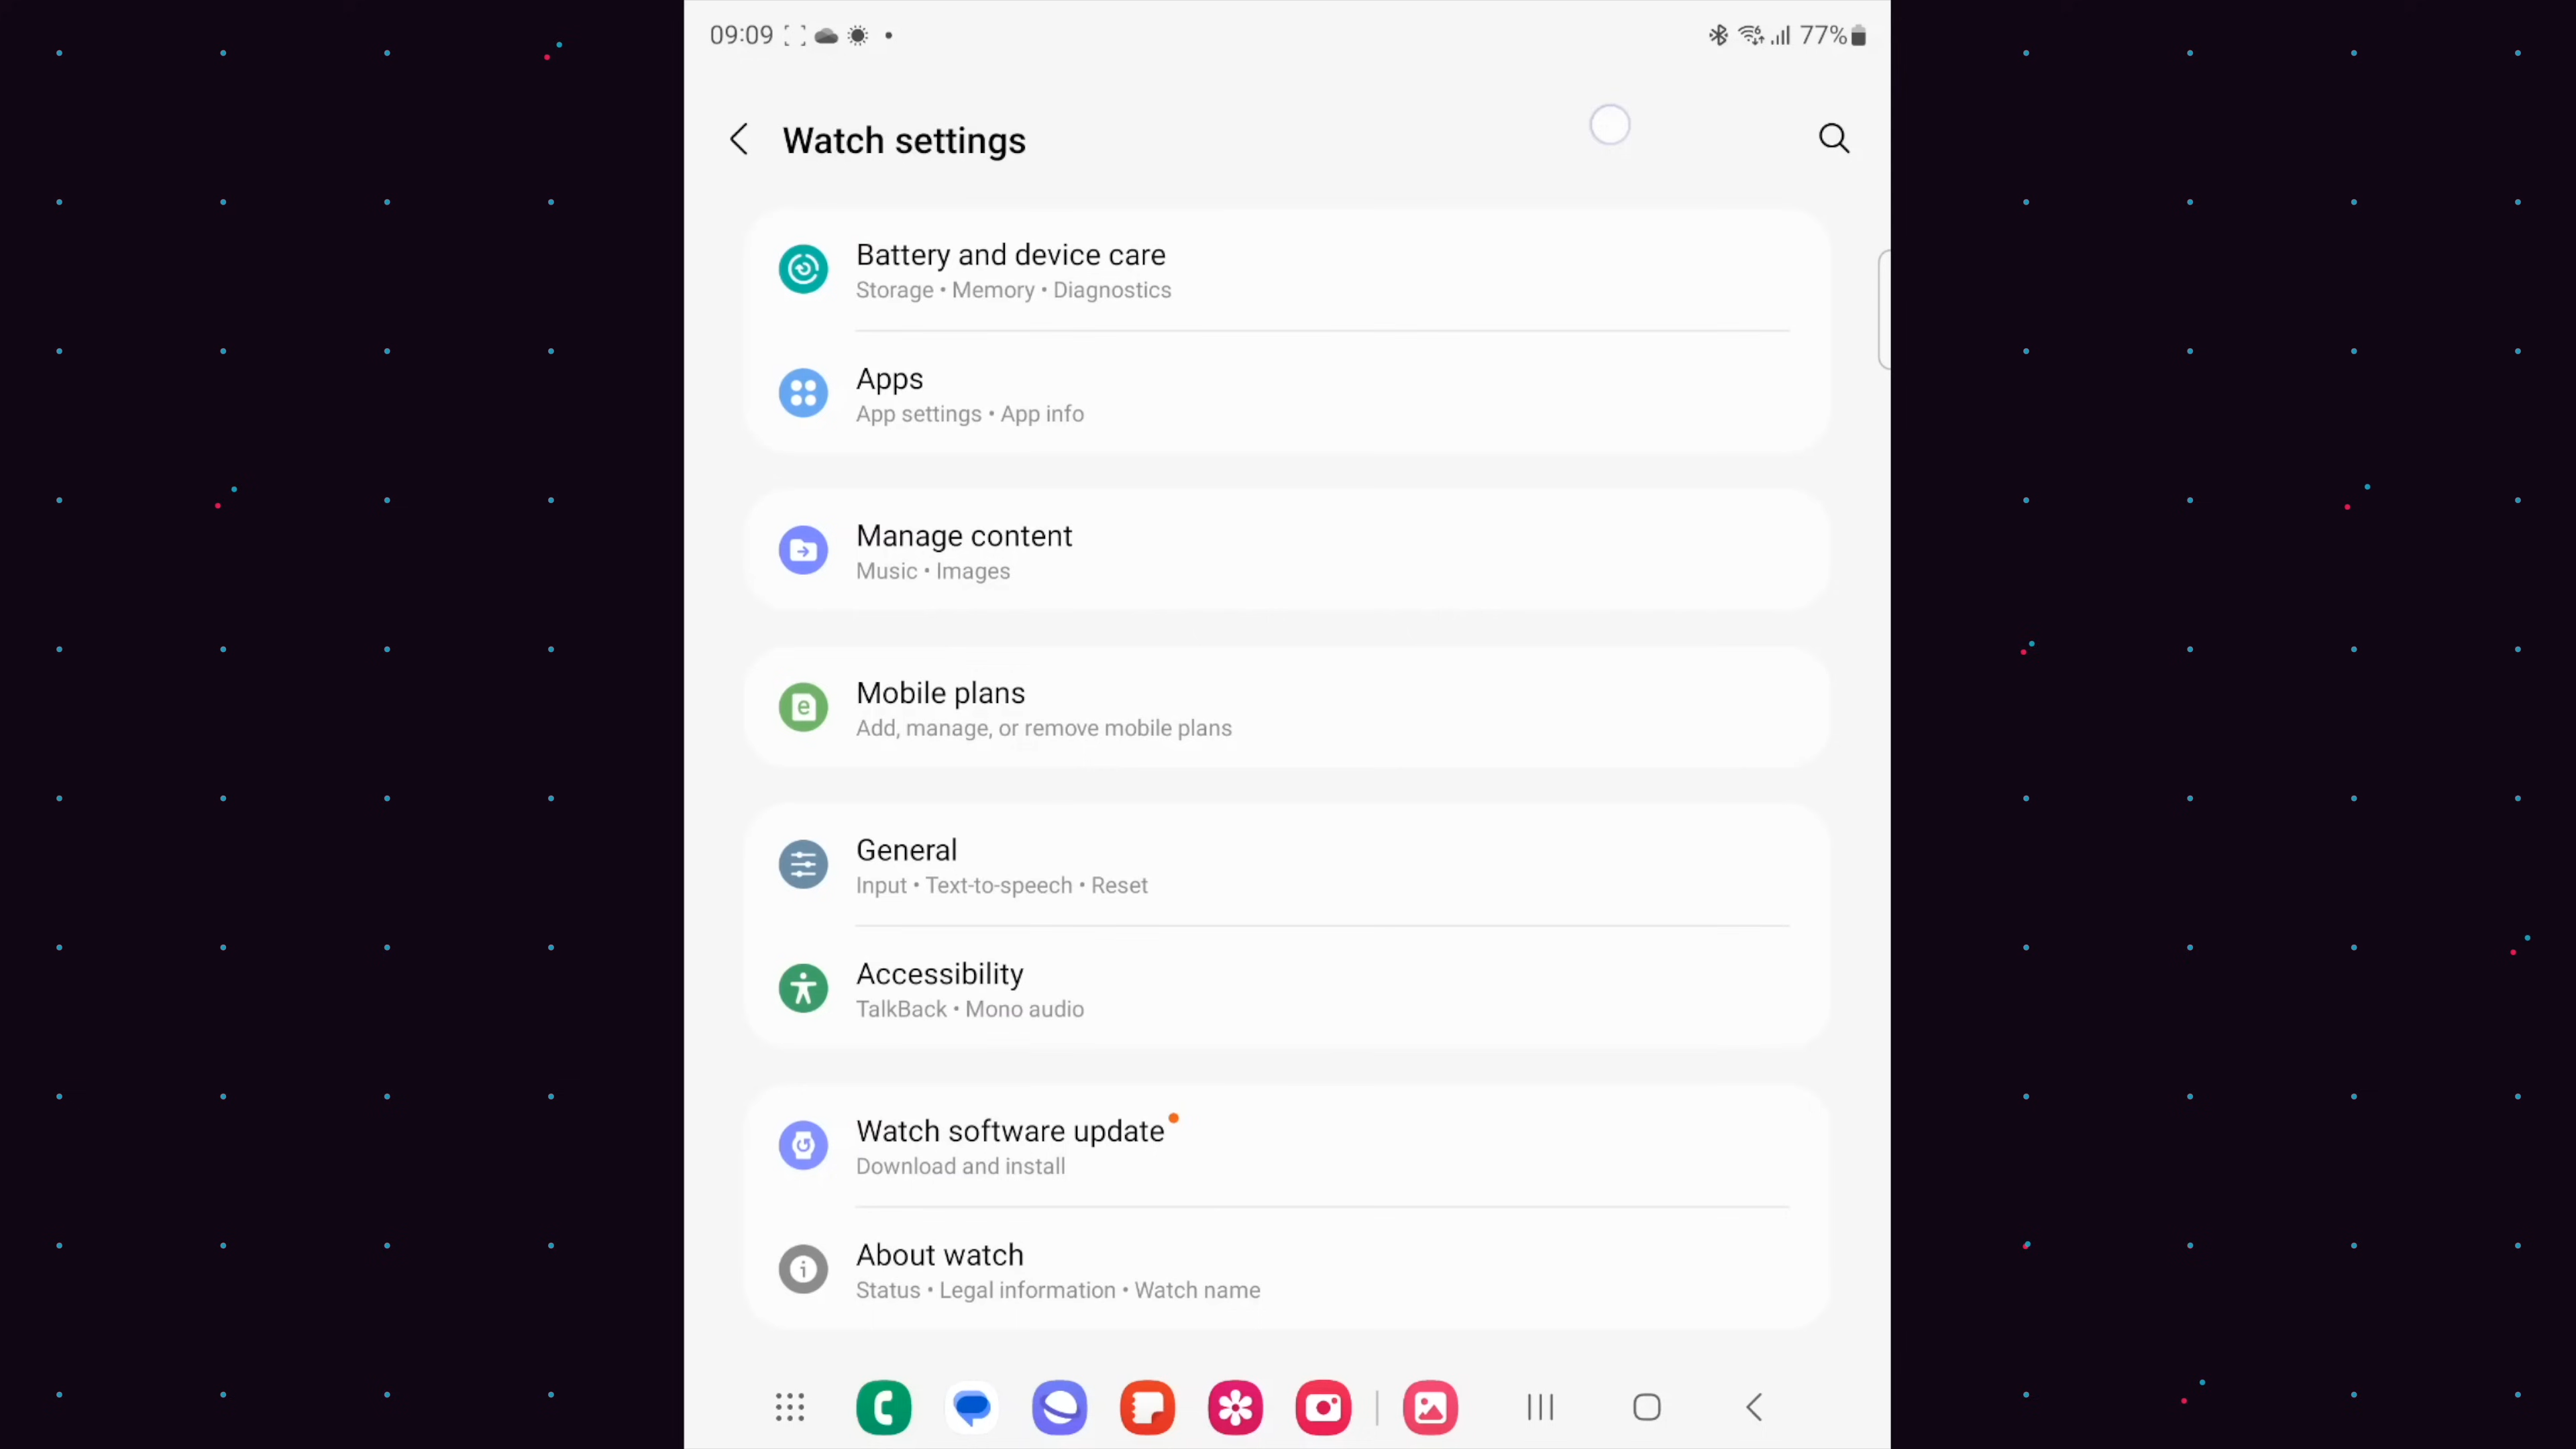 09:09
77%
Watch settings
Battery and device care
Storage • Memory • Diagnostics
Apps
App settings • App info
Manage content
Music • Images
Mobile plans
Add, manage, or remove mobile plans
General
Input • Text-to-speech • Reset
Accessibility
TalkBack • Mono audio
Watch software update
Download and install
About watch
Status • Legal information • Watch name